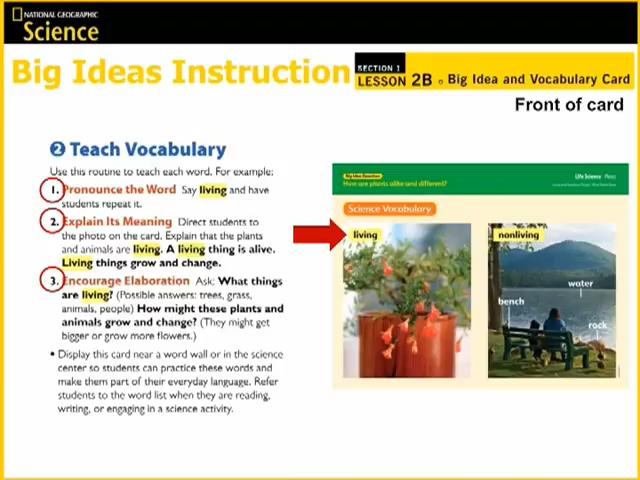 NATIONAL GEOGRAPHIC
Science
Big Ideas Instruction
SECTION 1
LESSON 2B • Big Idea and Vocabulary Card
Front of card
2 Teach Vocabulary
Use this routine to teach each word. For example:
1. Pronounce the Word Say living and have
students repeat it.
2. Explain Its Meaning Direct students to
the photo on the card. Explain that the plants
and animals are living. A living thing is alive.
Living things grow and change.
3. Encourage Elaboration Ask: What things
are living? (Possible answers: trees, grass,
animals, people) How might these plants and
animals grow and change? (They might get
bigger or grow more flowers.)
• Display this card near a word wall or in the science
center so students can practice these words and
make them part of their everyday language. Refer
students to the word list when they are reading,
writing, or engaging in a science activity.
Big Idea Question
How are plants alike and different?
Life Science Plants
Science Vocabulary
living
nonliving
water
bench
rock